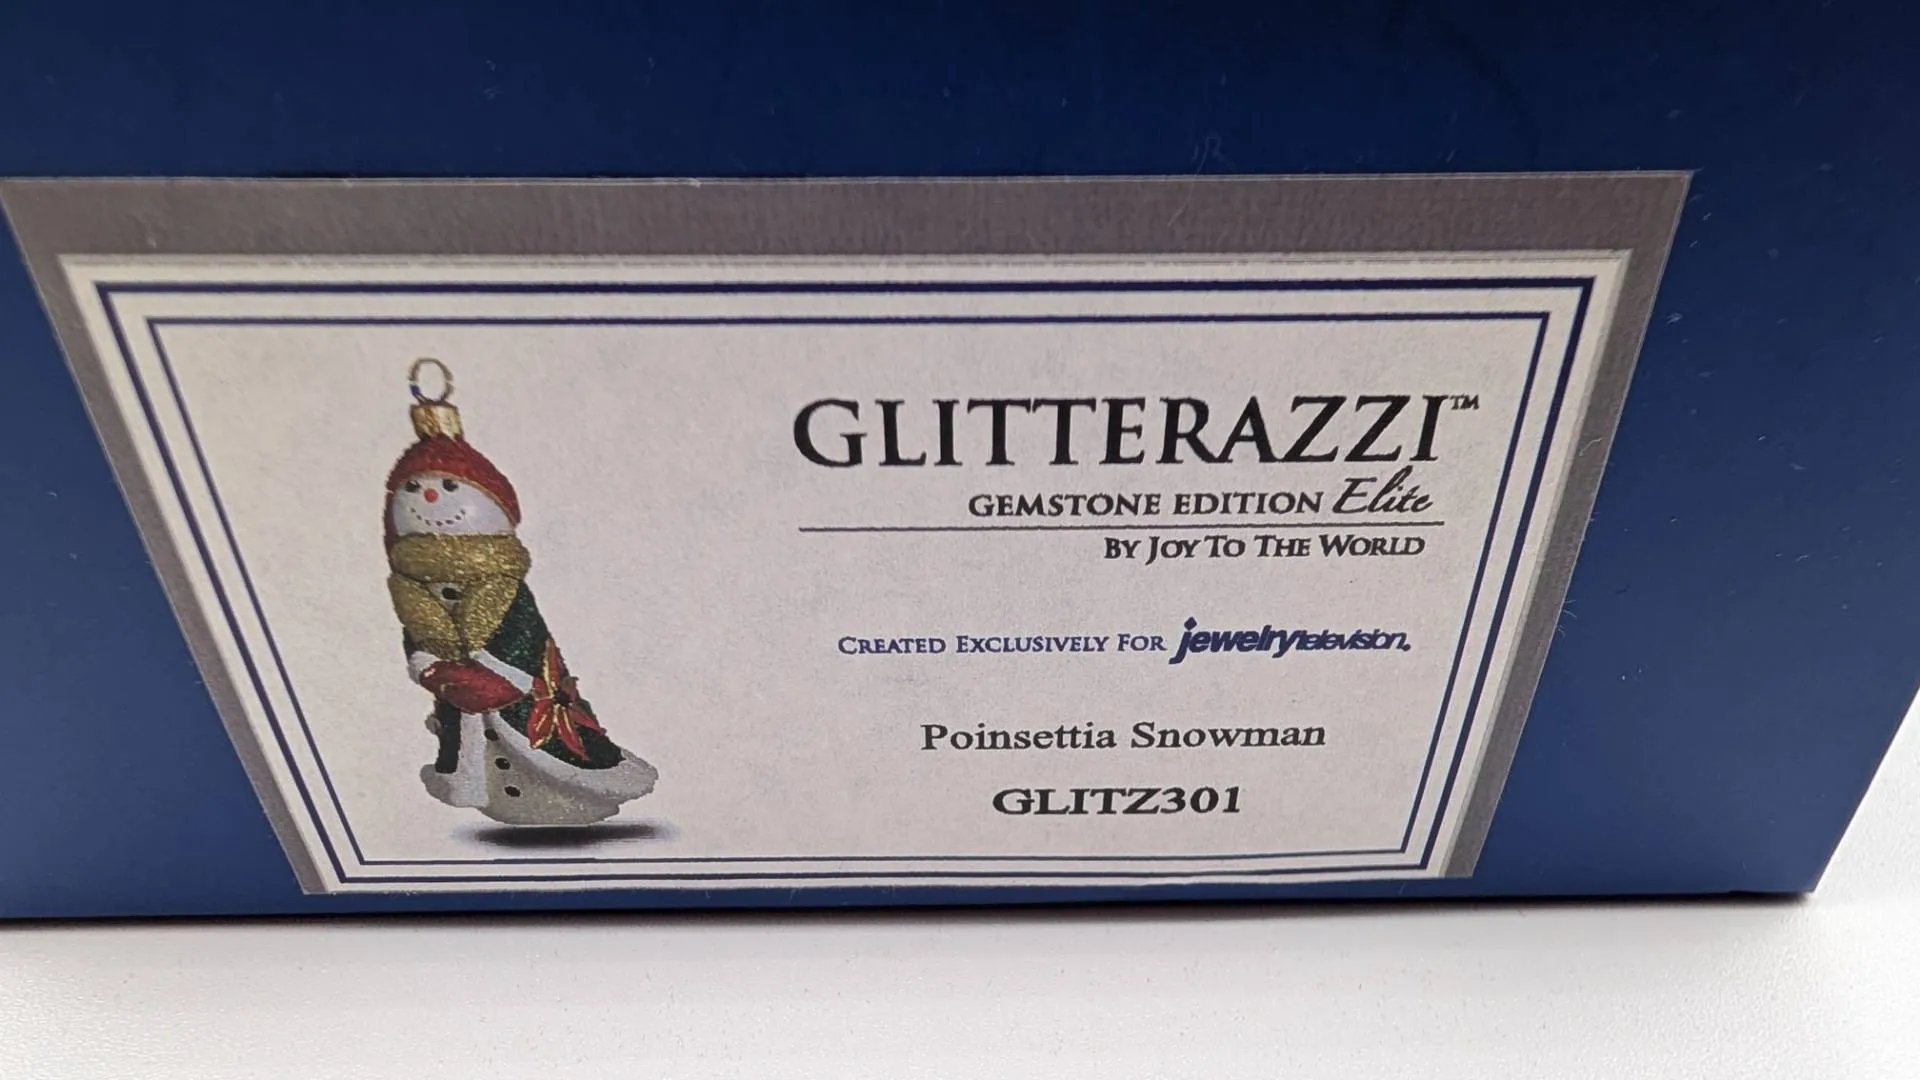 GLITTERAZZI™
GEMSTONE EDITION Elite
BY JOY TO THE WORLD
CREATED EXCLUSIVELY FOR jewelrytelevision.
Poinsettia Snowman
GLITZ301